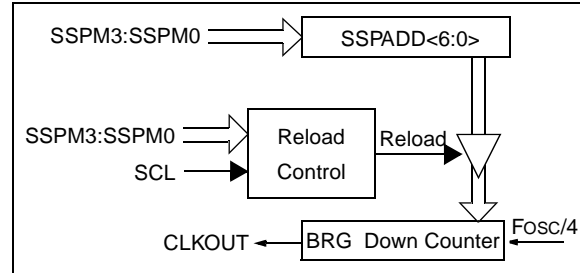 SSPM3:SSPM0
SSPADD<6:0>
SSPM3:SSPM0
Reload
Control
Reload
SCL
CLKOUT
BRG Down Counter
FOSC/4